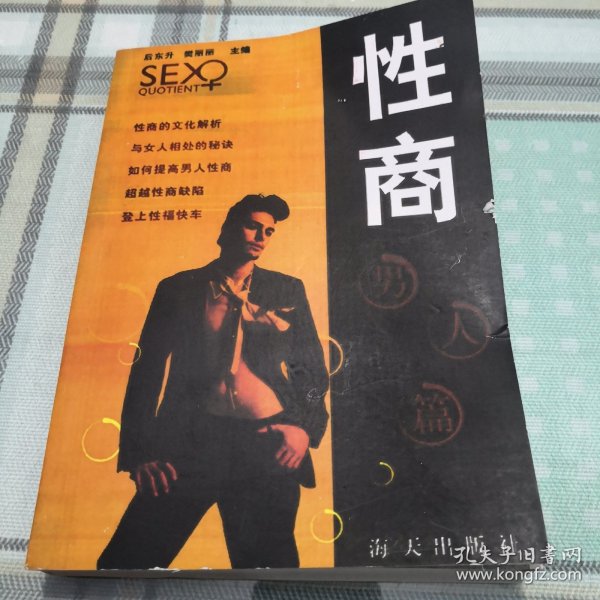 后东升 樊丽丽 主编
SEX
QUOTIENT
性商的文化解析
与女人相处的秘诀
如何提高男人性商
超越性商缺陷
登上性福快车
性商
男人篇
海天出版社
孔夫子旧书网
www.kongfz.com